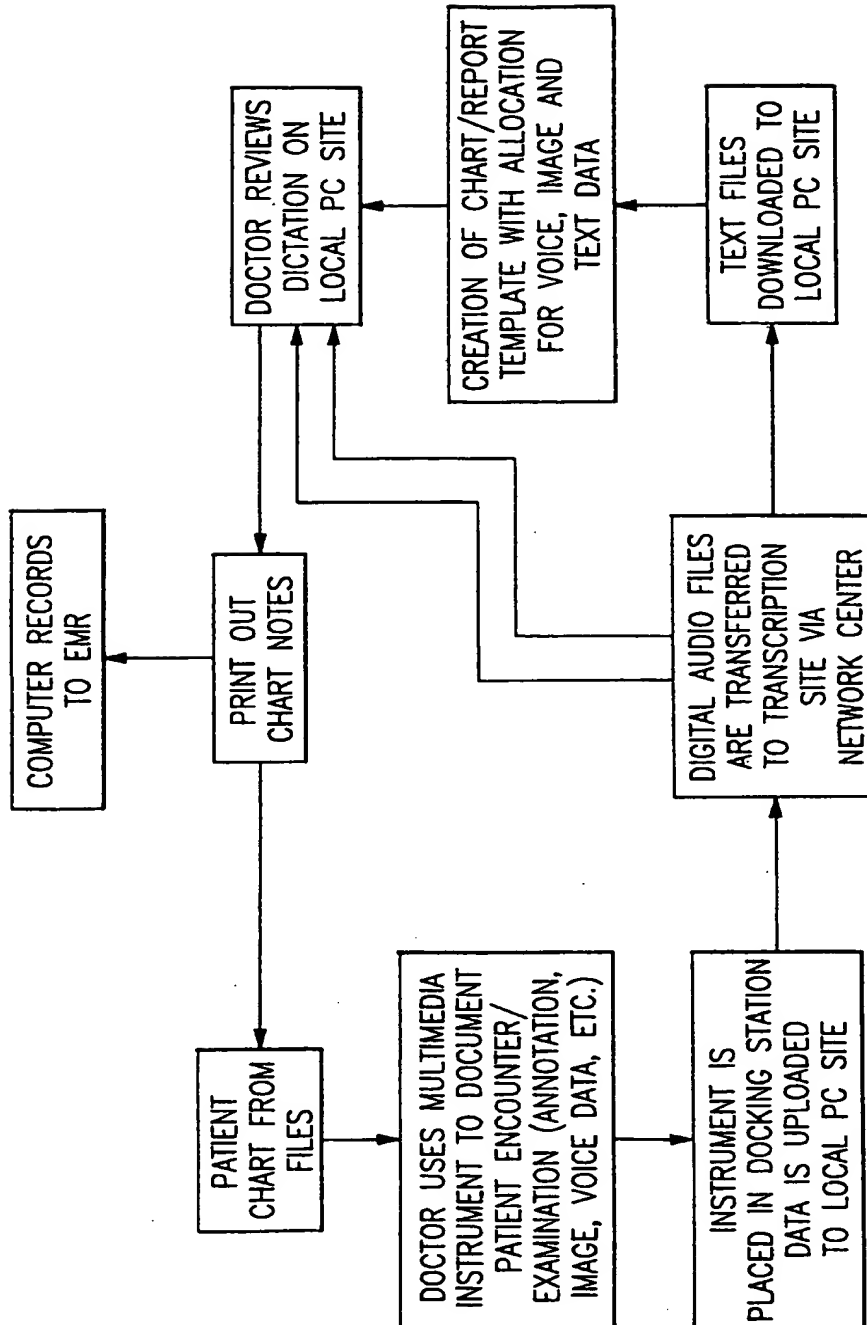 COMPUTER RECORDS
TO EMR
PATIENT
CHART FROM
FILES
PRINT OUT
CHART NOTES
DOCTOR REVIEWS
DICTATION ON
LOCAL PC SITE
DOCTOR USES MULTIMEDIA
INSTRUMENT TO DOCUMENT
PATIENT ENCOUNTER/
EXAMINATION (ANNOTATION,
IMAGE, VOICE DATA, ETC.)
CREATION OF CHART/REPORT
TEMPLATE WITH ALLOCATION
FOR VOICE, IMAGE AND
TEXT DATA
INSTRUMENT IS
PLACED IN DOCKING STATION
DATA IS UPLOADED
TO LOCAL PC SITE
DIGITAL AUDIO FILES
ARE TRANSFERRED
TO TRANSCRIPTION
SITE VIA
NETWORK CENTER
TEXT FILES
DOWNLOADED TO
LOCAL PC SITE